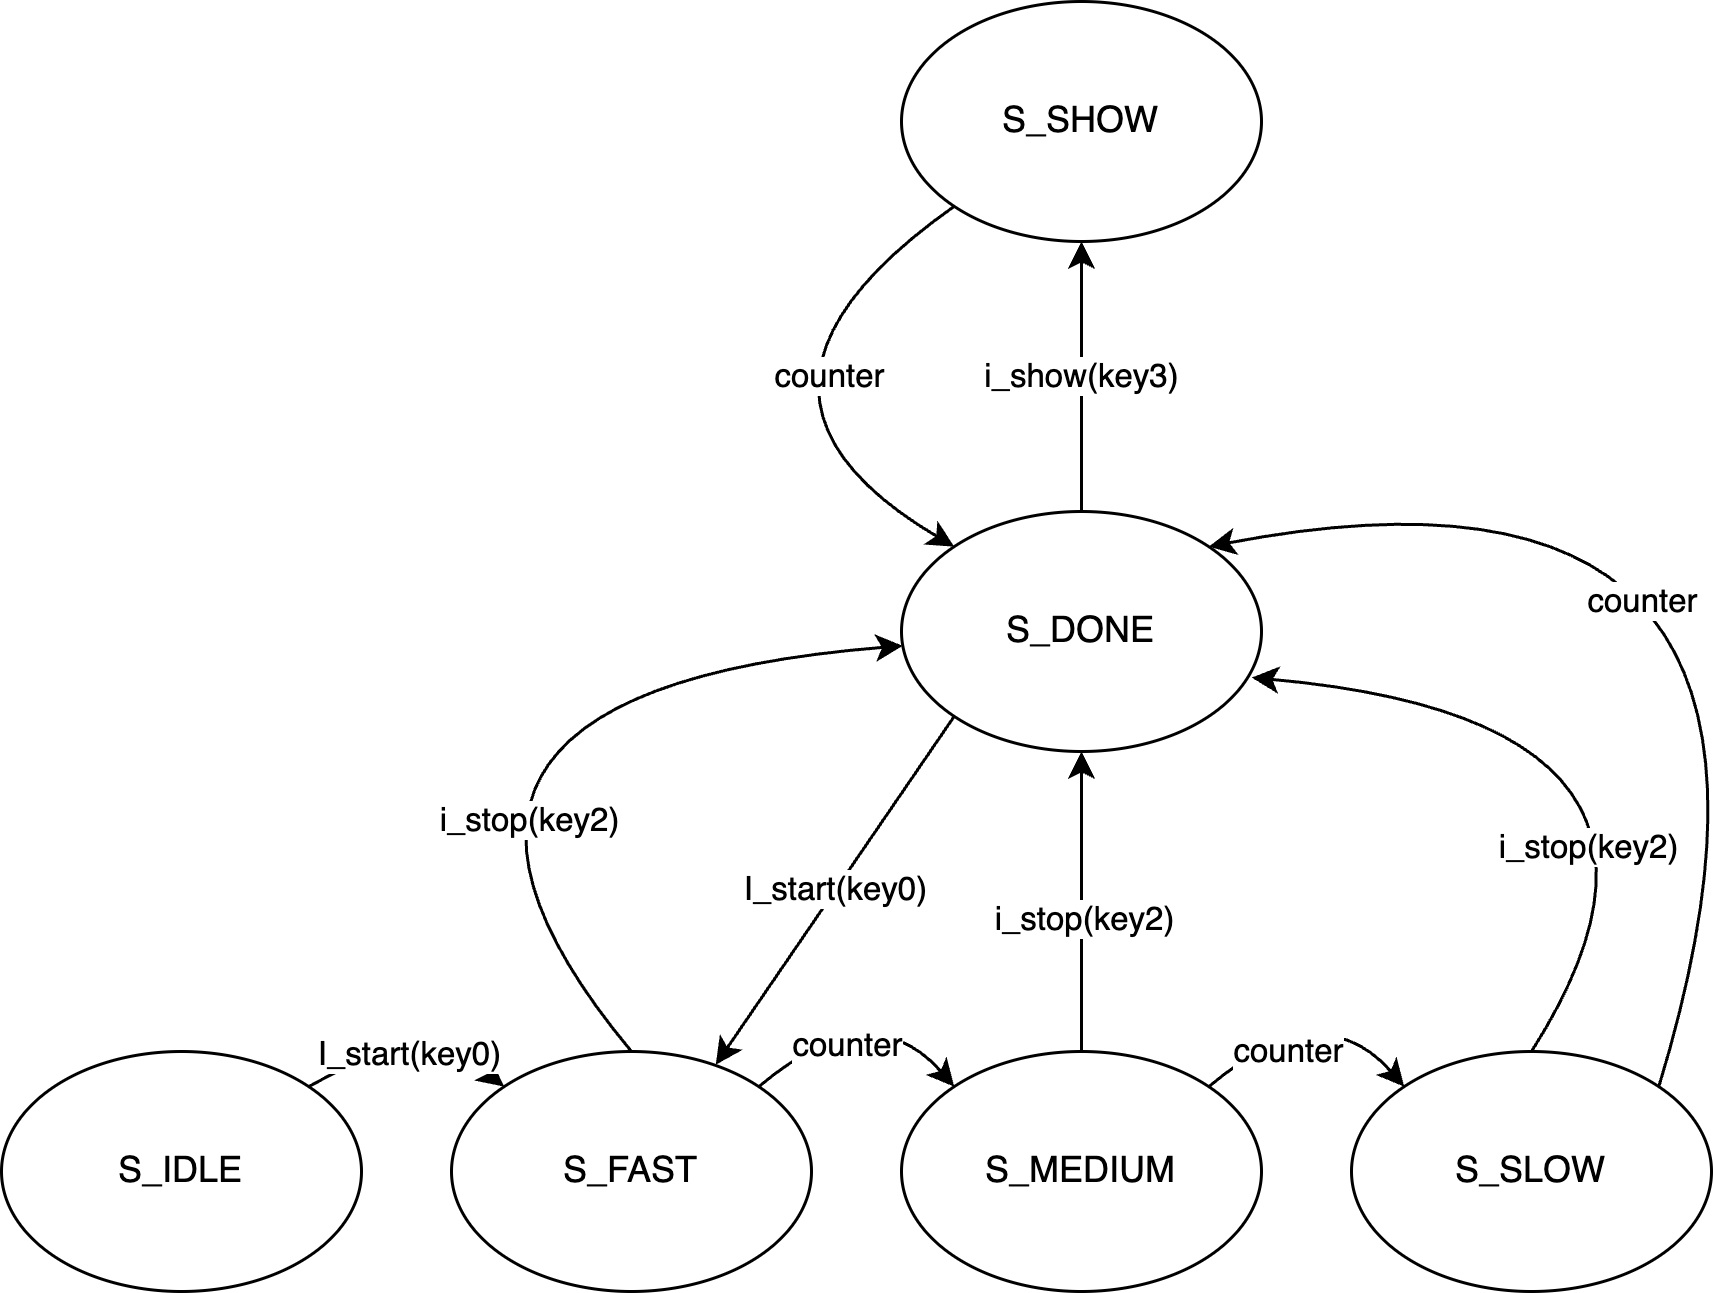 S_SHOW
counter
i_show(key3)
counter
S_DONE
i_stop(key2)
i_stop(key2)
I_start(key0)
i_stop(key2)
I_start(key0)
counter
counter
S_IDLE
S_FAST
S_MEDIUM
S_SLOW